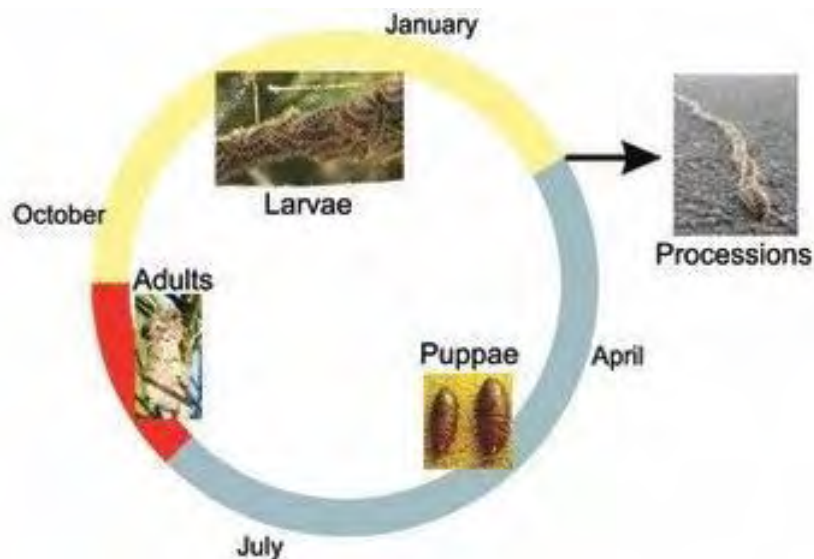 January
Larvae
October
Processions
Adults
Puppae
April
July